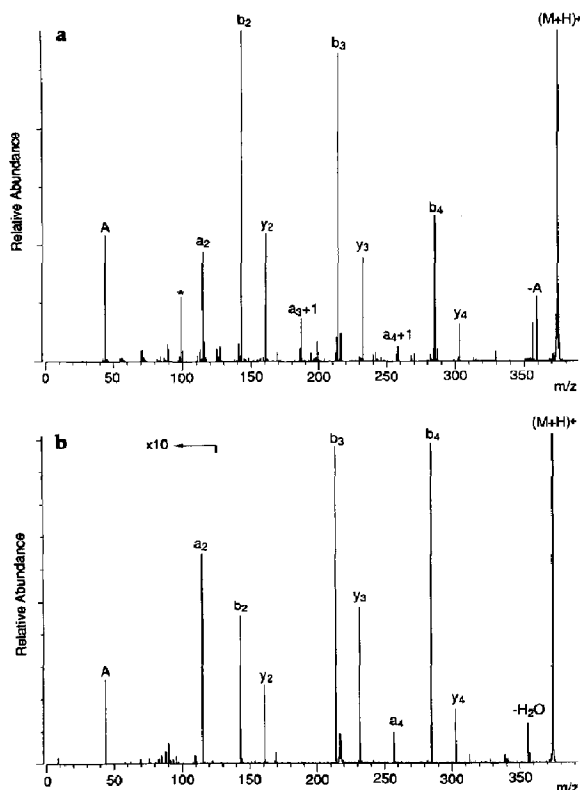 a
b₂
b₃
(M+H)+
A
*
a₂
y₂
a₃+1
y₃
b₄
a₄+1
y₄
-A
Relative Abundance
0 50 100 150 200 250 300 350
m/z
b
x10
b₃
b₄
(M+H)+
A
a₂
b₂
y₂
y₃
a₄
y₄
-H₂O
Relative Abundance
0 50 100 150 200 250 300 350
m/z